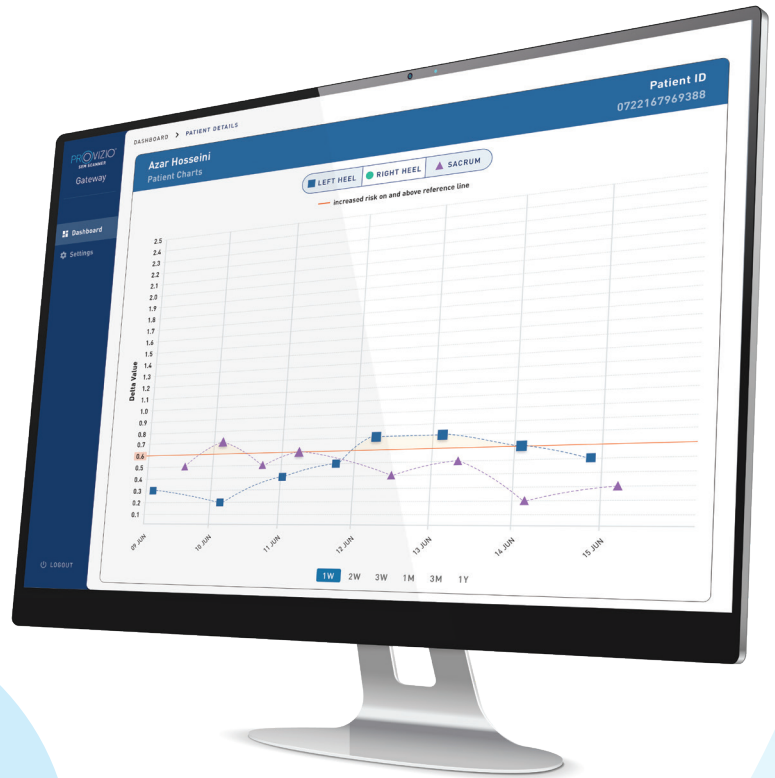 PROVIZIO
SEM SCANNER
Gateway
Dashboard
Settings
LOGOUT
DASHBOARD > PATIENT DETAILS
Azar Hosseini
Patient Charts
Patient ID
0722167969388
LEFT HEEL
RIGHT HEEL
SACRUM
increased risk on and above reference line
Delta Value
2.5
2.4
2.3
2.2
2.1
2.0
1.9
1.8
1.7
1.6
1.5
1.4
1.3
1.2
1.1
1.0
0.9
0.8
0.7
0.6
0.5
0.4
0.3
0.2
0.1
09 JUN
10 JUN
11 JUN
12 JUN
13 JUN
14 JUN
15 JUN
1W 2W 3W 1M 3M 1Y